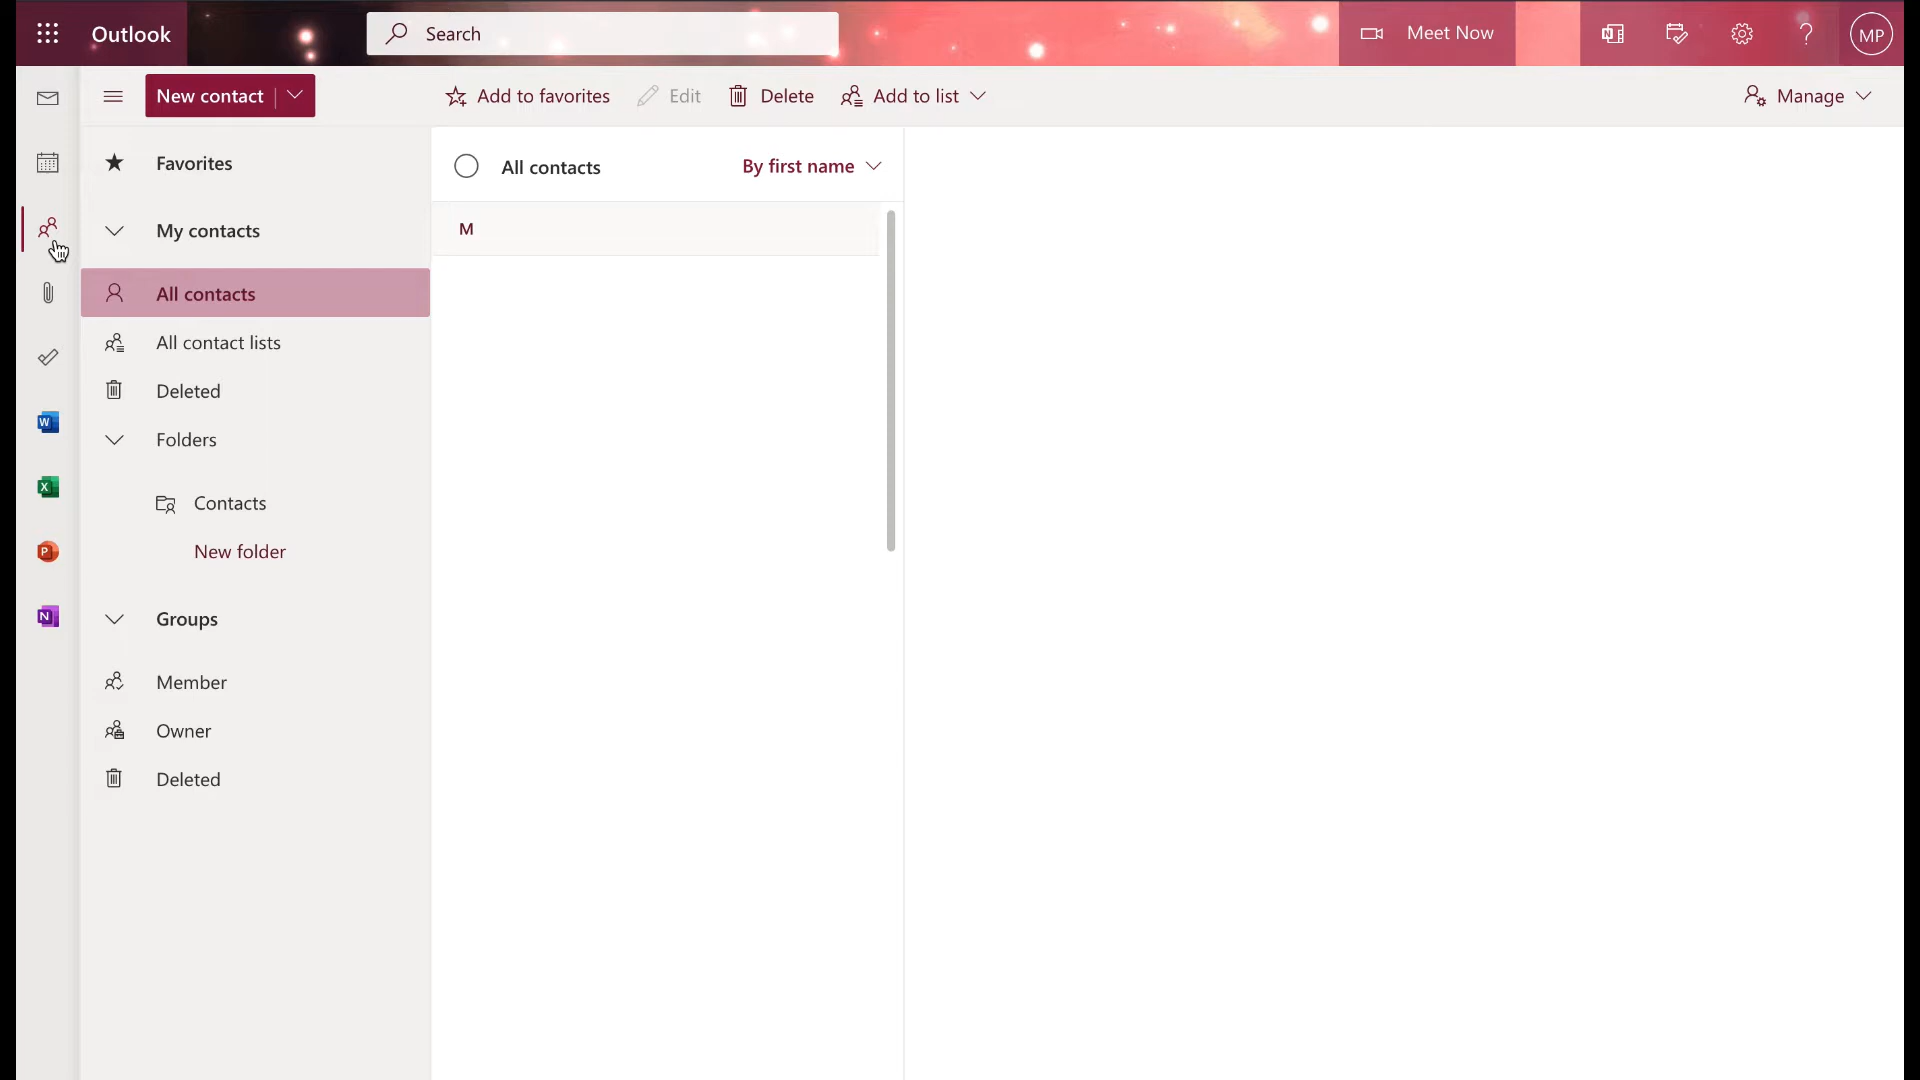 Outlook
Search
Meet Now
MP
New contact
Add to favorites
Edit
Delete
Add to list
Manage
Favorites
My contacts
All contacts
All contact lists
Deleted
Folders
Contacts
New folder
Groups
Member
Owner
Deleted
All contacts
By first name
M
W
X
P
N